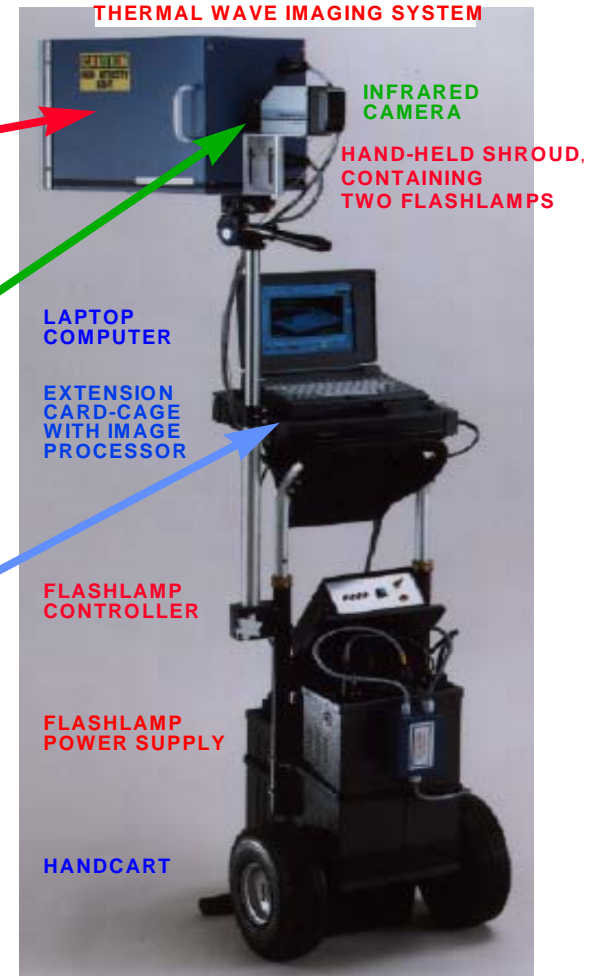 THERMAL WAVE IMAGING SYSTEM
INFRARED
CAMERA
HAND-HELD SHROUD,
CONTAINING
TWO FLASHLAMPS
LAPTOP
COMPUTER
EXTENSION
CARD-CAGE
WITH IMAGE
PROCESSOR
FLASHLAMP
CONTROLLER
FLASHLAMP
POWER SUPPLY
HANDCART